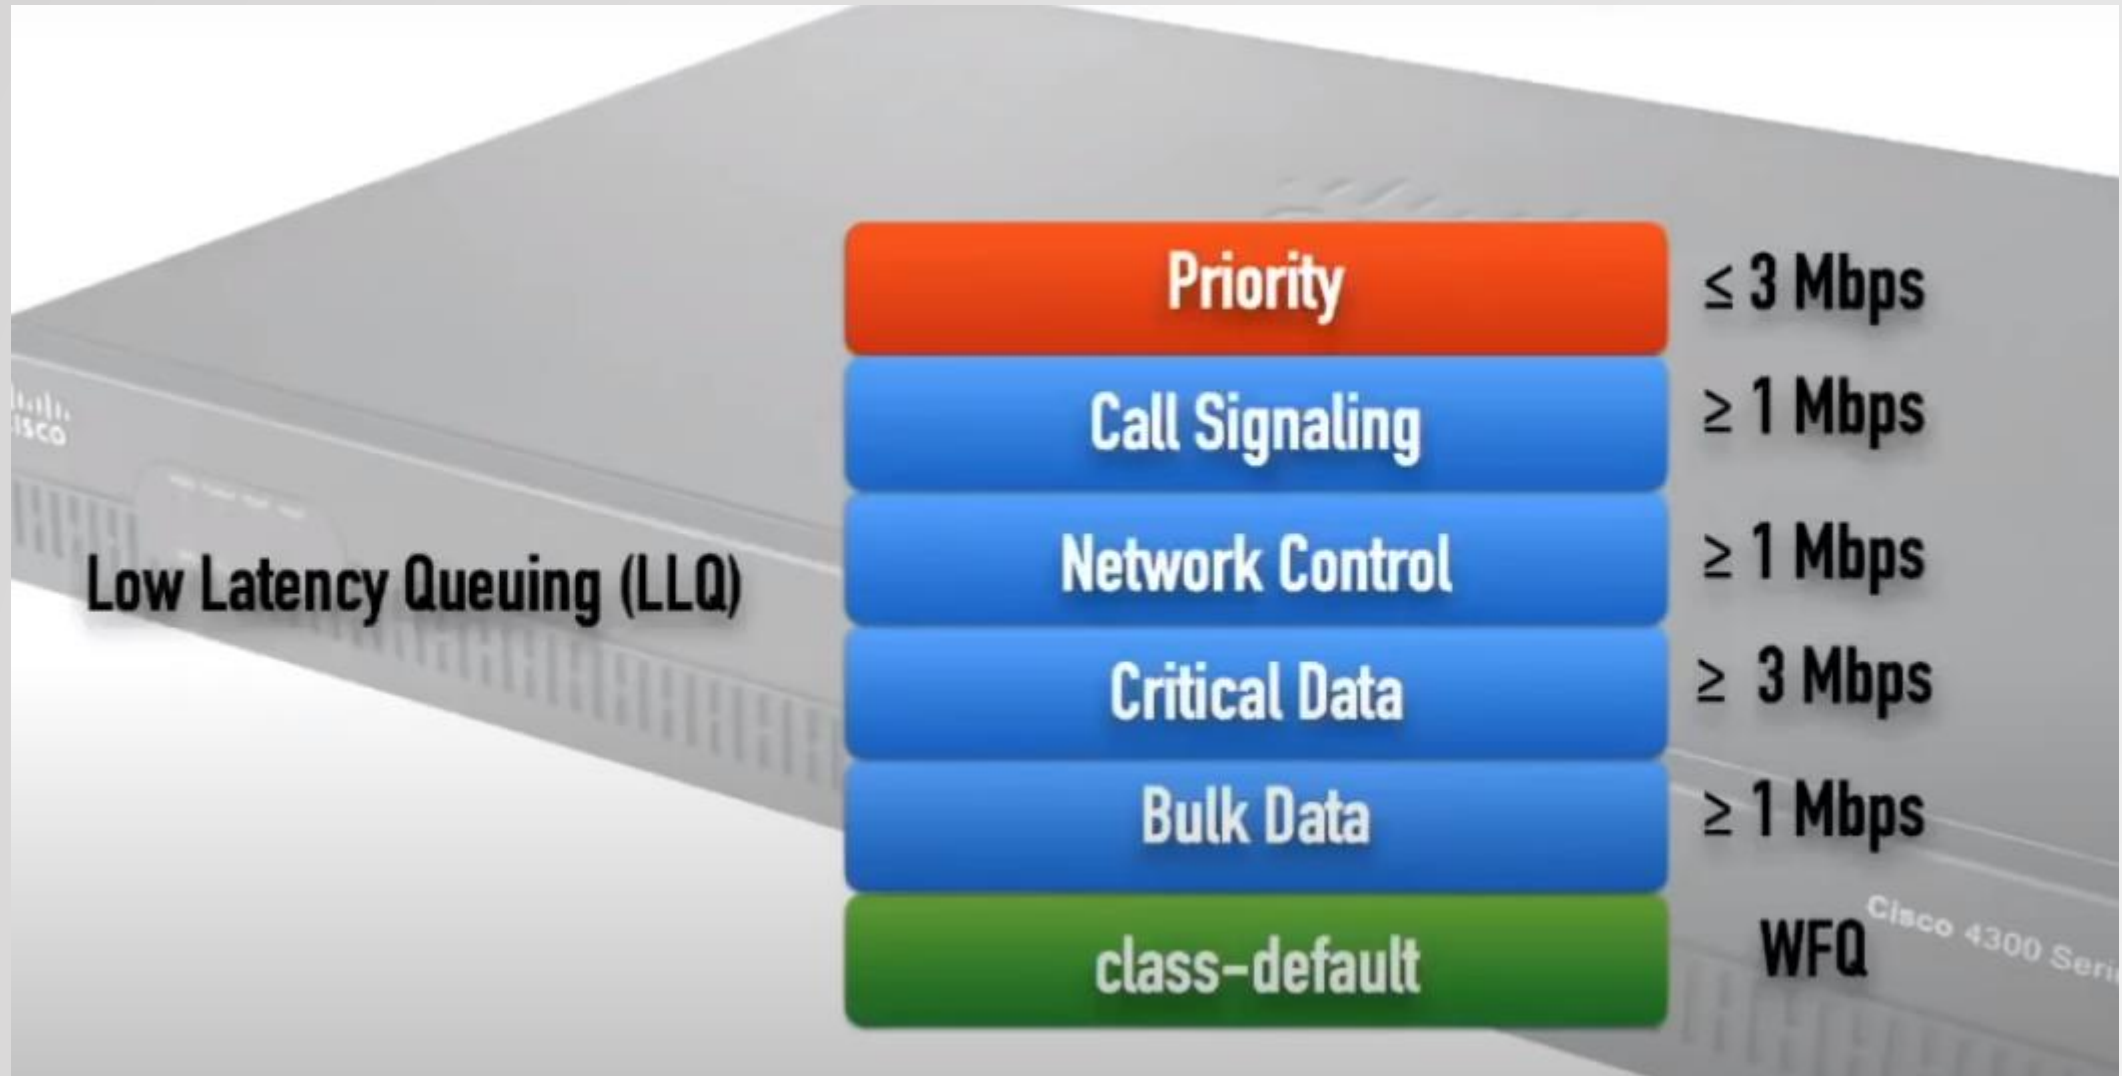 Priority
≤ 3 Mbps
Call Signaling
≥ 1 Mbps
CISCO
Network Control
≥ 1 Mbps
Low Latency Queuing (LLQ)
Critical Data
≥ 3 Mbps
Bulk Data
≥ 1 Mbps
Cisco 4300
class-default
WFQ